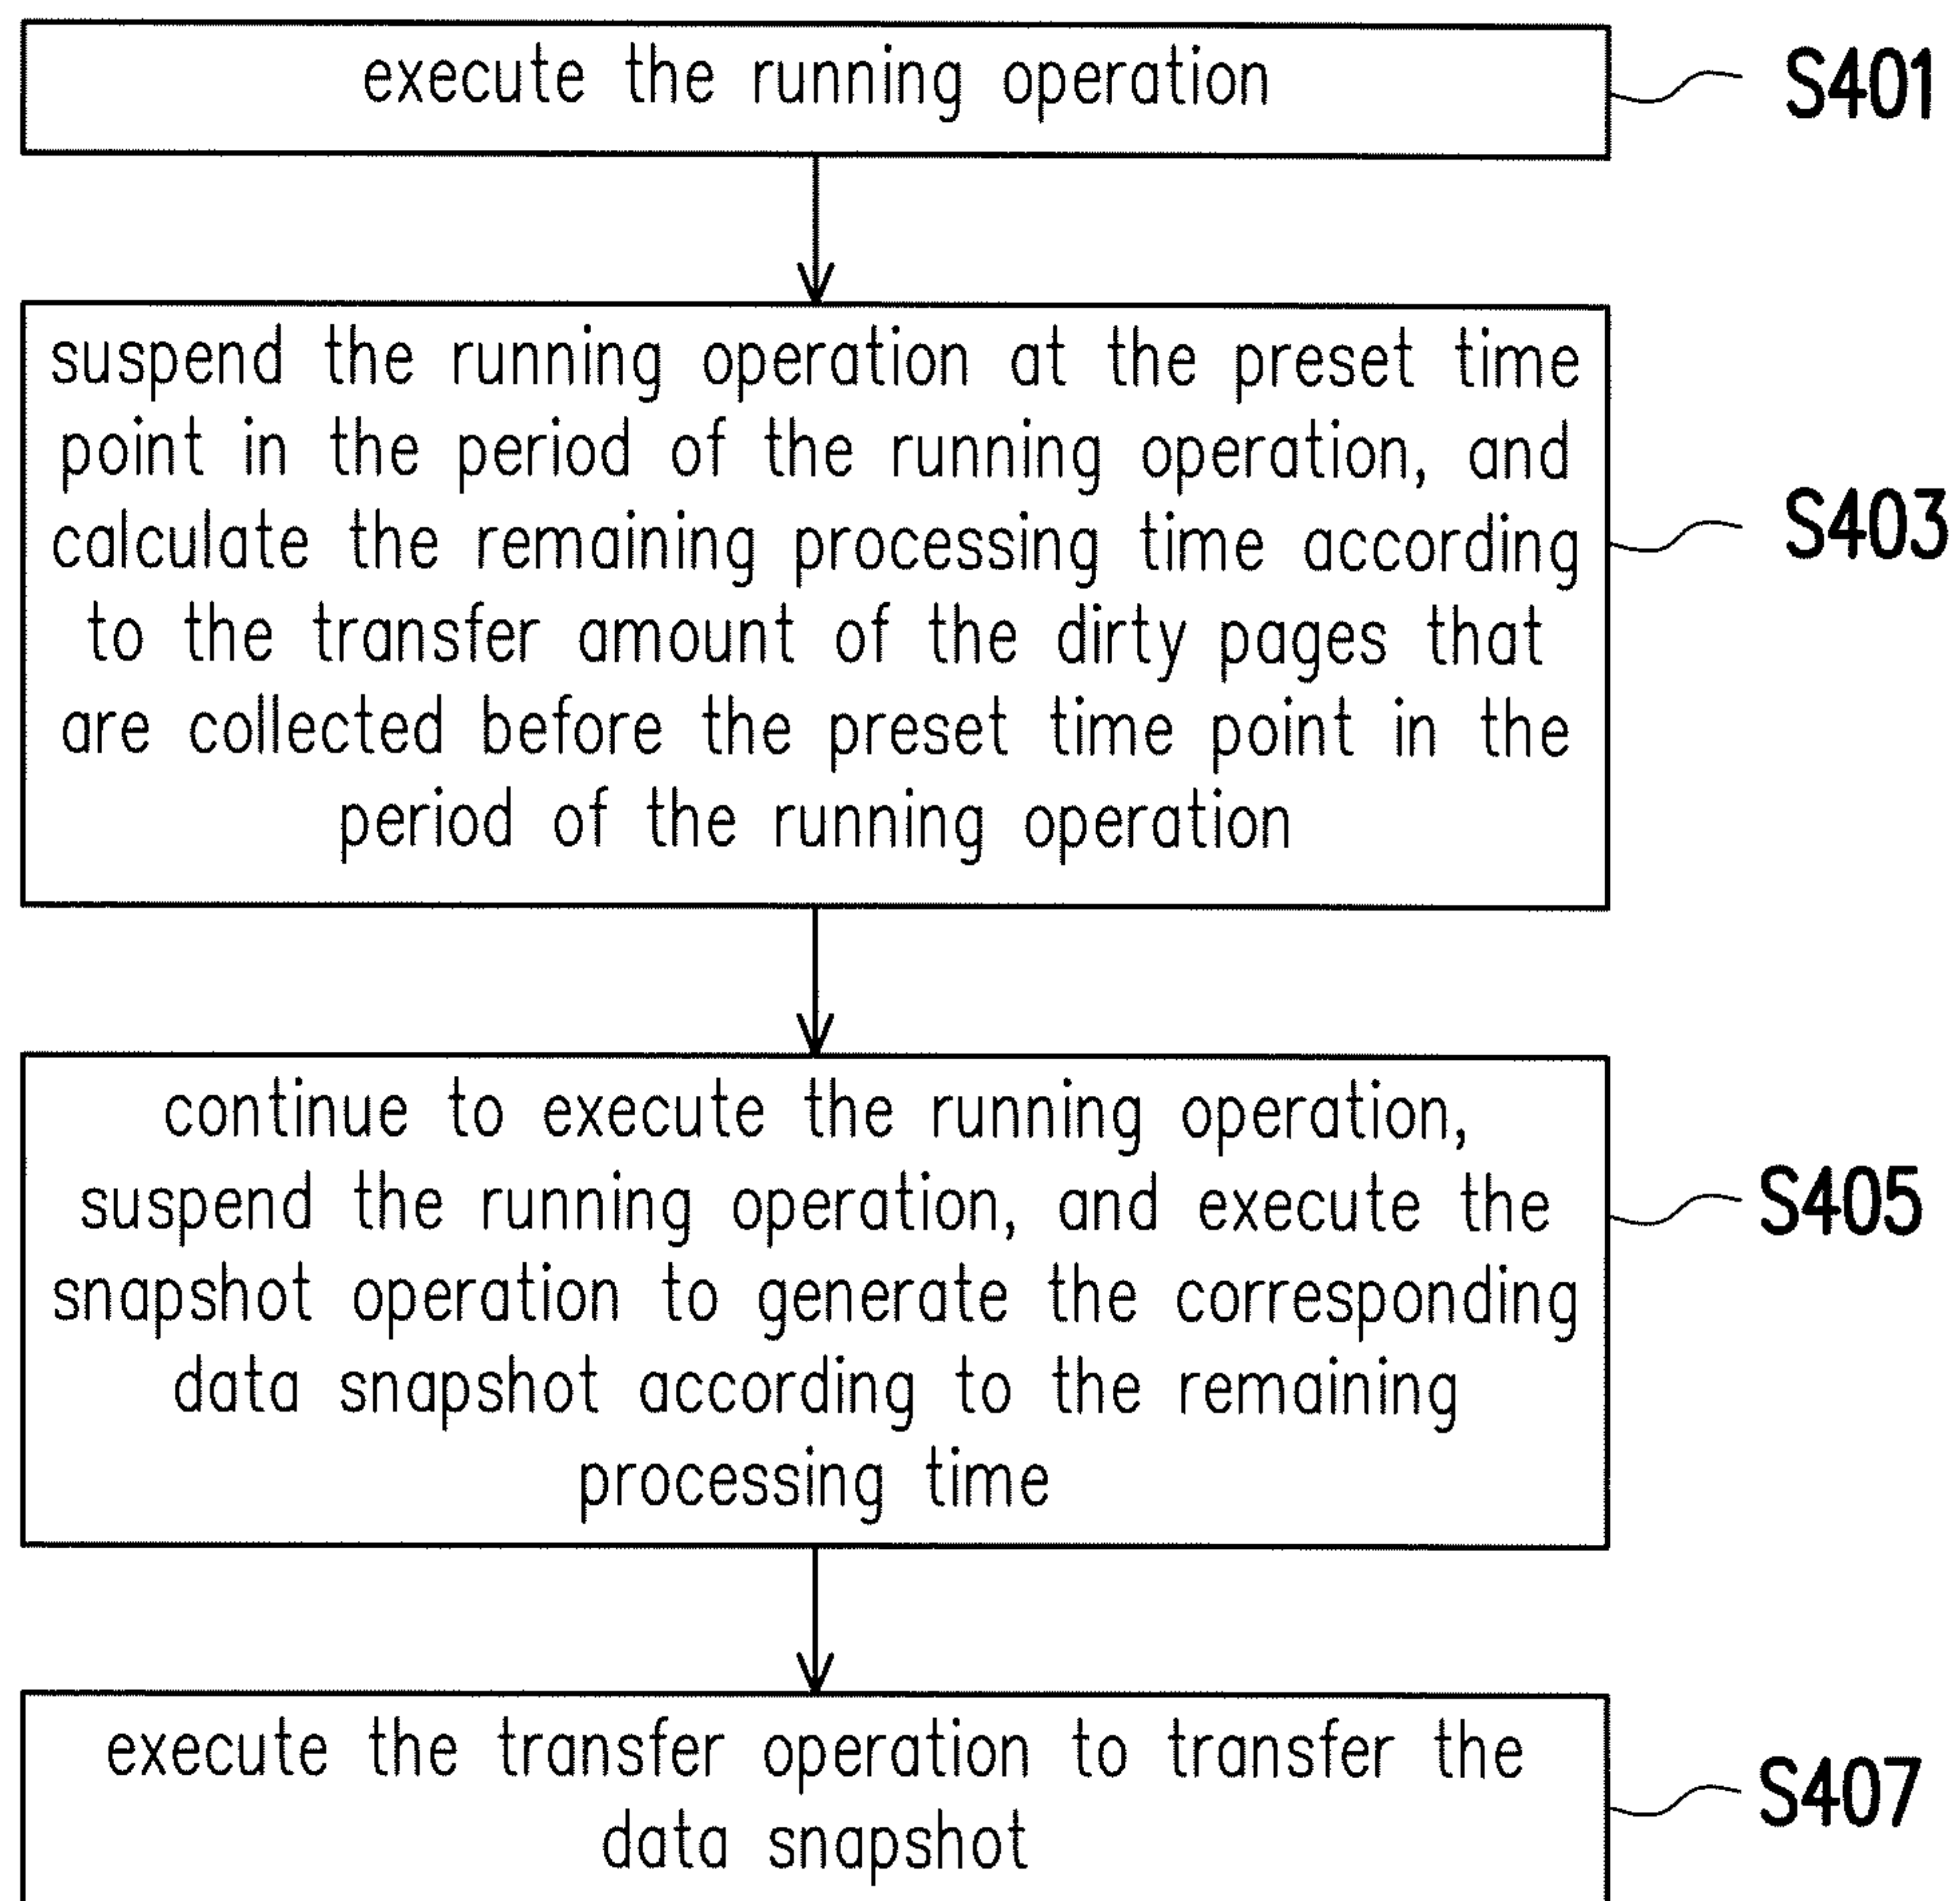 execute the running operation
S401
suspend the running operation at the preset time
point in the period of the running operation, and
calculate the remaining processing time according
to the transfer amount of the dirty pages that
are collected before the preset time point in the
period of the running operation
S403
continue to execute the running operation,
suspend the running operation, and execute the
snapshot operation to generate the corresponding
data snapshot according to the remaining
processing time
S405
execute the transfer operation to transfer the
data snapshot
S407